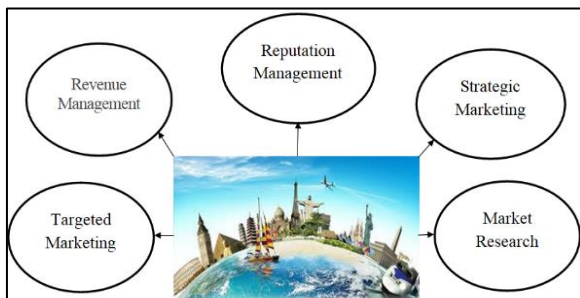 Reputation
Management
Revenue
Management
Strategic
Marketing
Targeted
Marketing
Market
Research